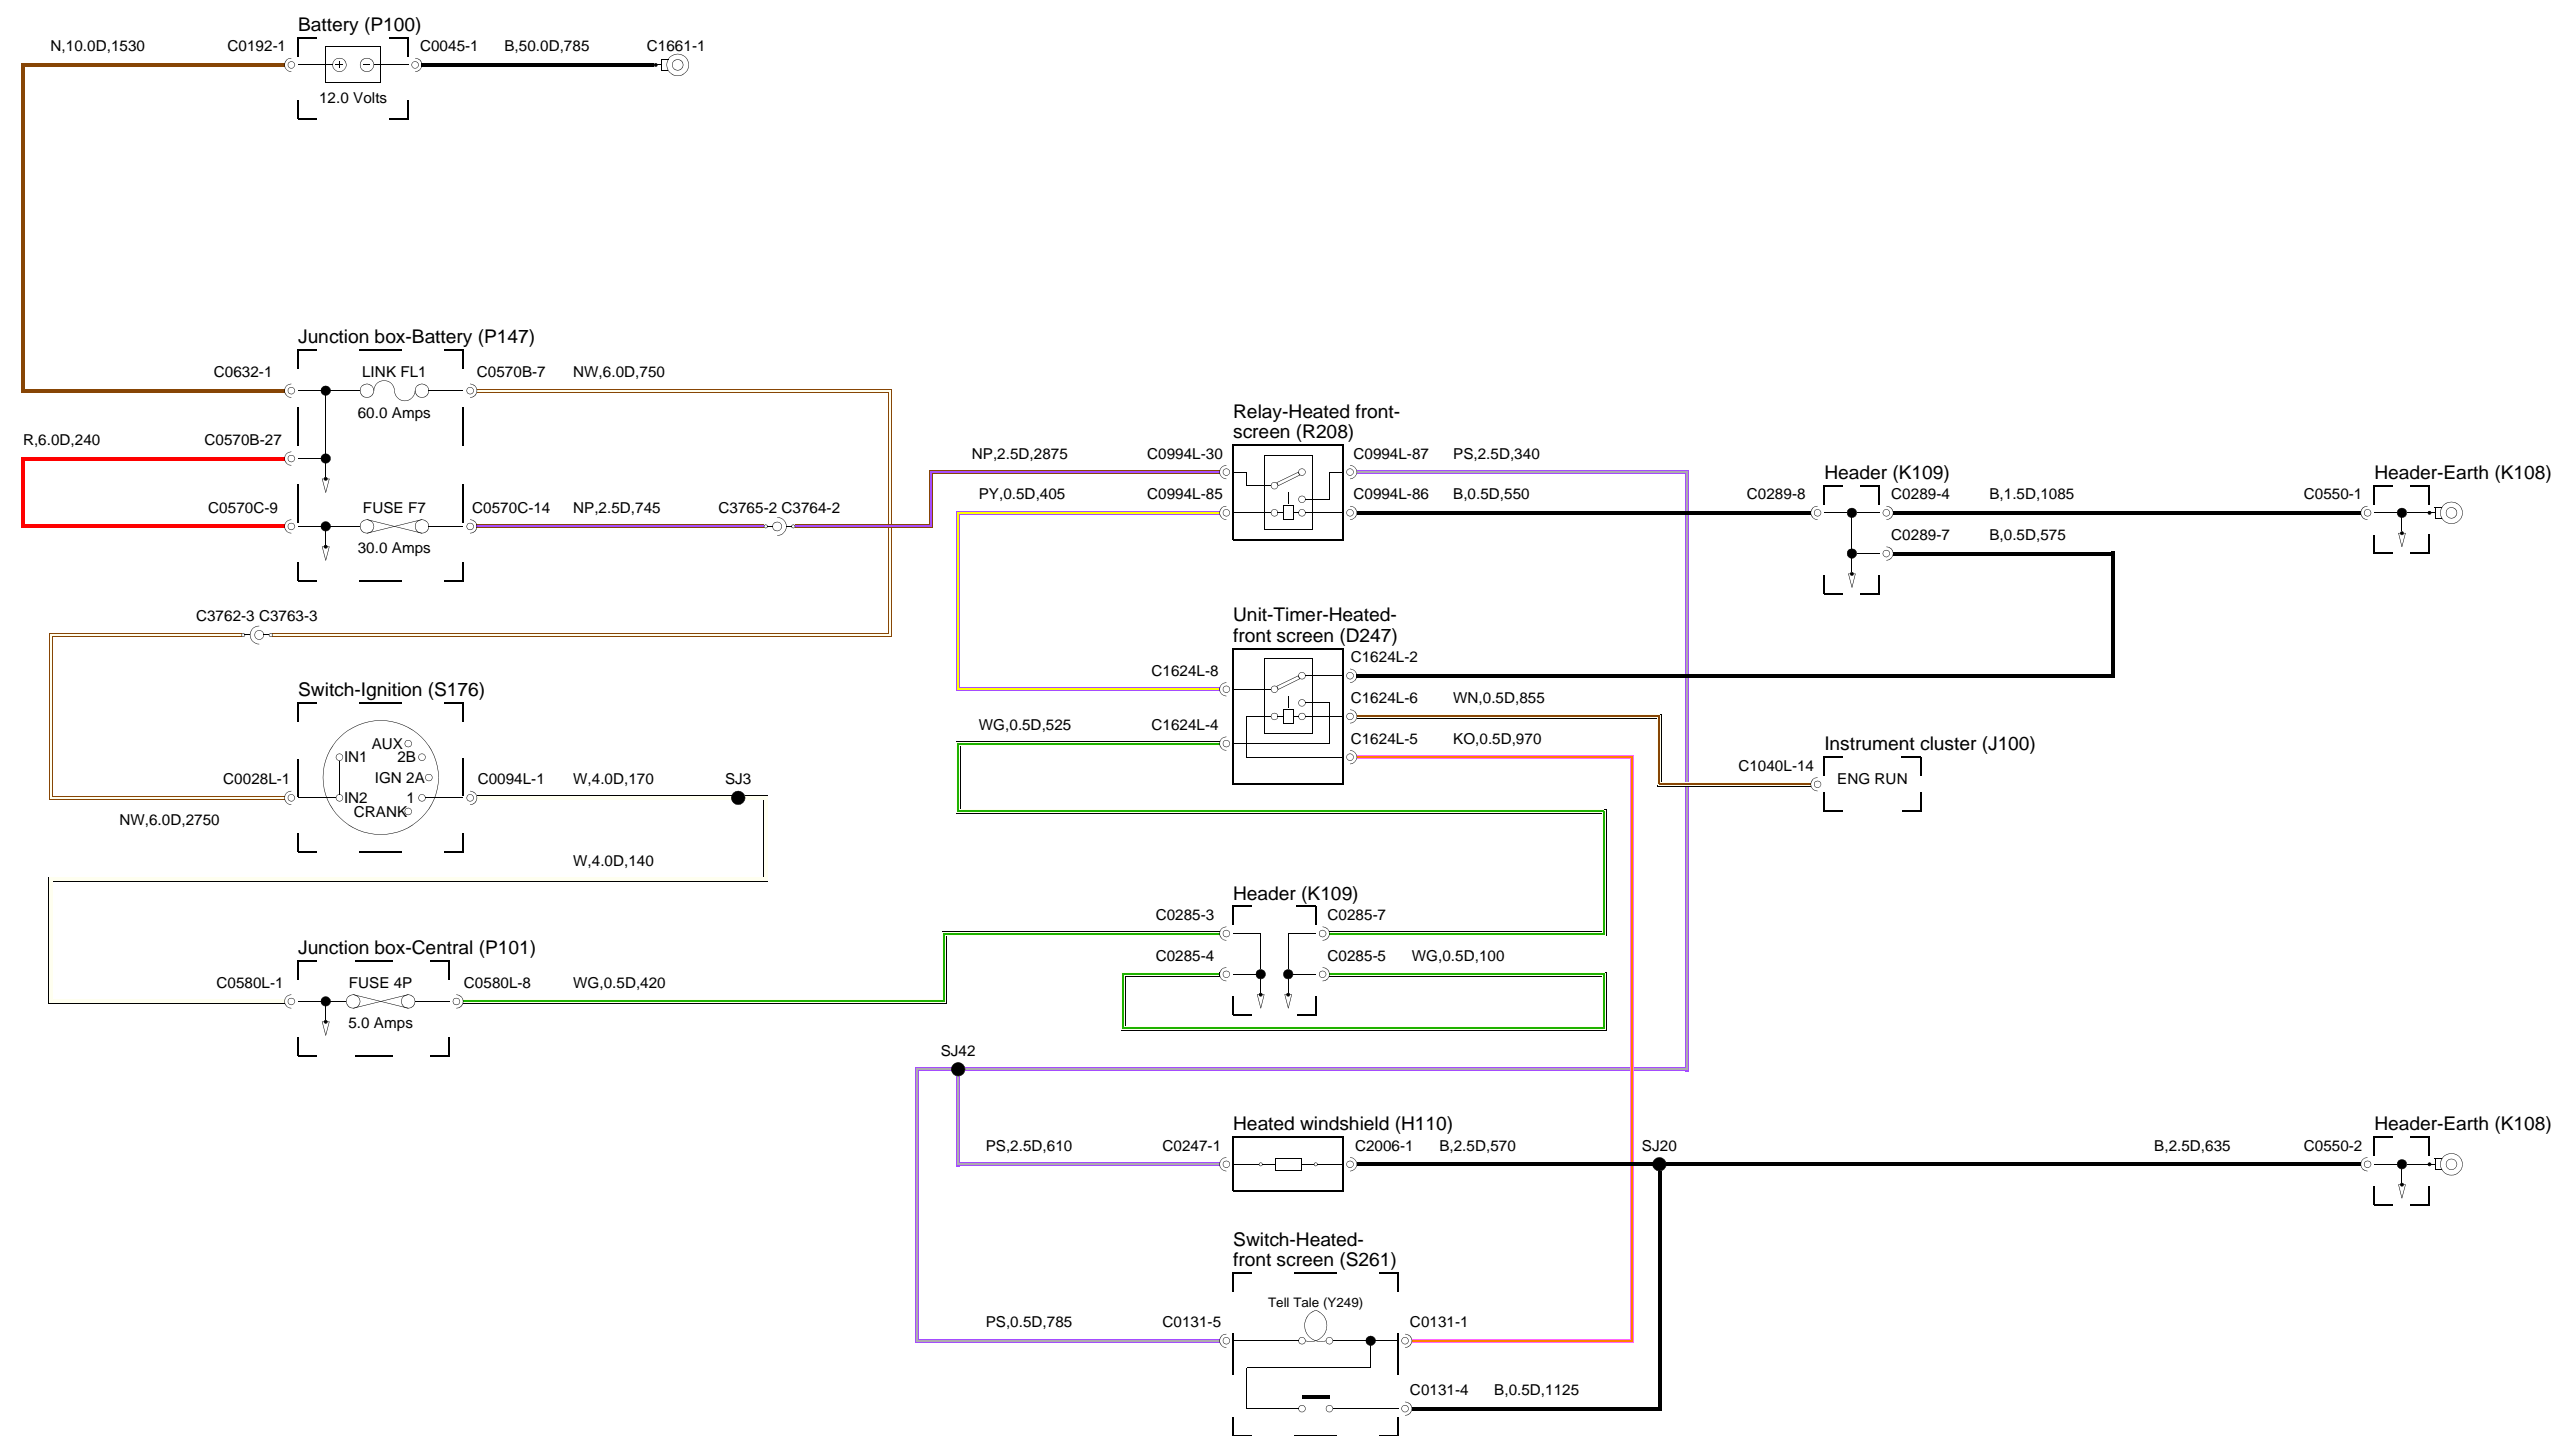 Battery (P100)
N,10.0D,1530
C0192-1
C0045-1
B,50.0D,785
C1661-1
12.0 Volts
Junction box-Battery (P147)
C0632-1
LINK FL1
C0570B-7
NW,6.0D,750
60.0 Amps
R,6.0D,240
C0570B-27
C0570C-9
FUSE F7
C0570C-14
NP,2.5D,745
C3765-2 C3764-2
30.0 Amps
Relay-Heated front-
screen (R208)
NP,2.5D,2875
C0994L-30
C0994L-87
PS,2.5D,340
PY,0.5D,405
C0994L-85
C0994L-86
B,0.5D,550
Header (K109)
C0289-8
C0289-4
B,1.5D,1085
C0289-7
B,0.5D,575
Header-Earth (K108)
C0550-1
C3762-3 C3763-3
Unit-Timer-Heated-
front screen (D247)
C1624L-8
C1624L-2
C1624L-6
WN,0.5D,855
WG,0.5D,525
C1624L-4
C1624L-5
KO,0.5D,970
Instrument cluster (J100)
C1040L-14
ENG RUN
Switch-Ignition (S176)
AUX
IN1
2B
IGN 2A
C0028L-1
IN2
1
CRANK
C0094L-1
W,4.0D,170
SJ3
NW,6.0D,2750
W,4.0D,140
Header (K109)
C0285-3
C0285-7
C0285-4
C0285-5
WG,0.5D,100
Junction box-Central (P101)
C0580L-1
FUSE 4P
C0580L-8
WG,0.5D,420
5.0 Amps
SJ42
Heated windshield (H110)
PS,2.5D,610
C0247-1
C2006-1
B,2.5D,570
SJ20
B,2.5D,635
C0550-2
Header-Earth (K108)
Switch-Heated-
front screen (S261)
Tell Tale (Y249)
PS,0.5D,785
C0131-5
C0131-1
C0131-4
B,0.5D,1125